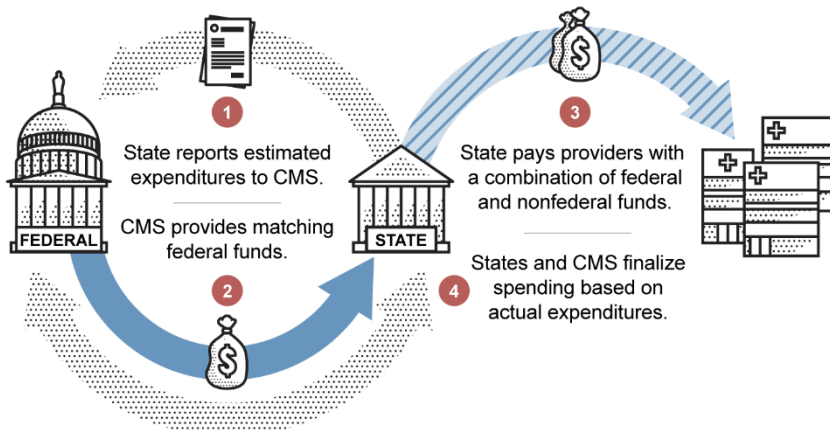 1
State reports estimated
expenditures to CMS.
CMS provides matching
federal funds.
2
FEDERAL
STATE
$
$
3
State pays providers with
a combination of federal
and nonfederal funds.
4
States and CMS finalize
spending based on
actual expenditures.